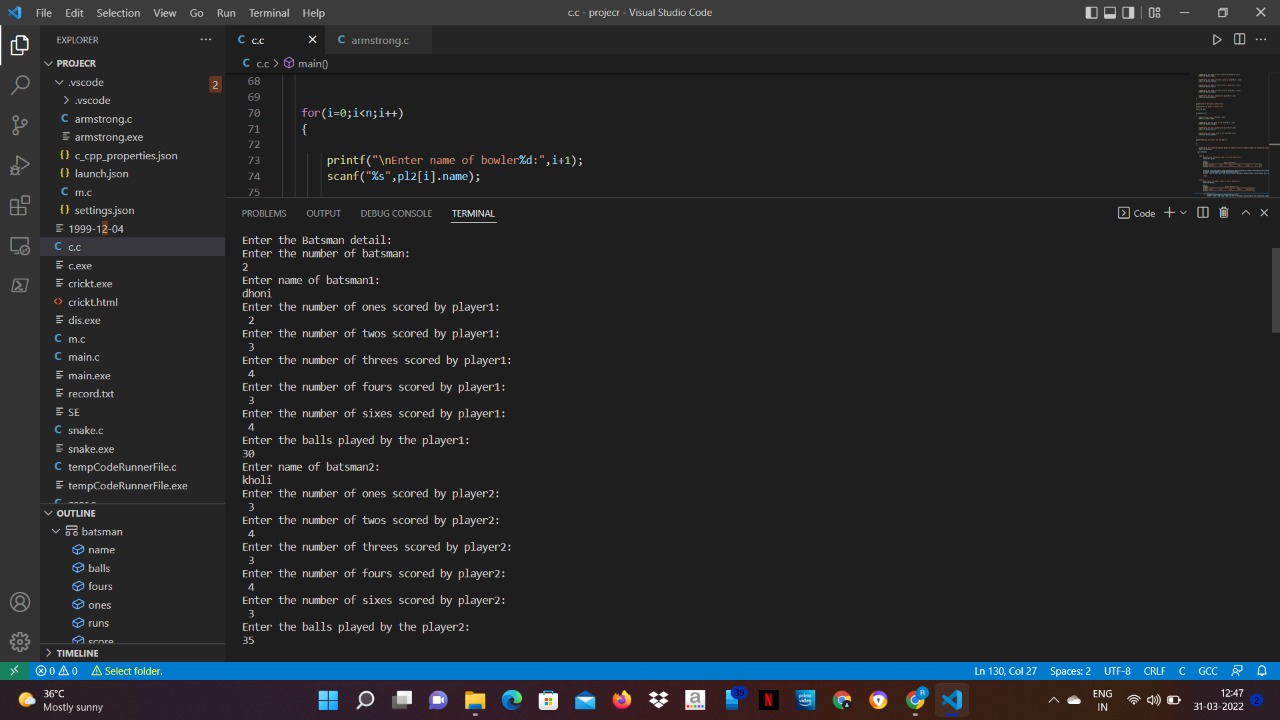 File Edit Selection View Go Run Terminal Help
c.c - projecr - Visual Studio Code
EXPLORER
PROJECR
.vscode
2
.vscode
armstrong.c
armstrong.exe
c_cpp_properties.json
launch.json
m.c
settings.json
1999-12-04
c.c
c.exe
crickt.exe
crickt.html
dis.exe
m.c
main.c
main.exe
record.txt
SE
snake.c
snake.exe
tempCodeRunnerFile.c
tempCodeRunnerFile.exe
OUTLINE
batsman
name
balls
fours
ones
runs
score
TIMELINE
c.c
armstrong.c
c.c > main()
68
69
70 for(i=0;i<n;i++)
71 {
72
73 printf("\nEnter name of bowler%d:",i+1);
74 scanf("%s",pl2[i].name);
75
PROBLEMS OUTPUT DEBUG CONSOLE TERMINAL
Code
Enter the Batsman detail:
Enter the number of batsman:
2
Enter name of batsman1:
dhoni
Enter the number of ones scored by player1:
2
Enter the number of twos scored by player1:
3
Enter the number of threes scored by player1:
4
Enter the number of fours scored by player1:
3
Enter the number of sixes scored by player1:
4
Enter the balls played by the player1:
30
Enter name of batsman2:
kholi
Enter the number of ones scored by player2:
3
Enter the number of twos scored by player2:
4
Enter the number of threes scored by player2:
3
Enter the number of fours scored by player2:
4
Enter the number of sixes scored by player2:
3
Enter the balls played by the player2:
35
0 0 Select folder.
Ln 130, Col 27 Spaces: 2 UTF-8 CRLF C GCC
36°C
Mostly sunny
ENG
IN
12:47
31-03-2022